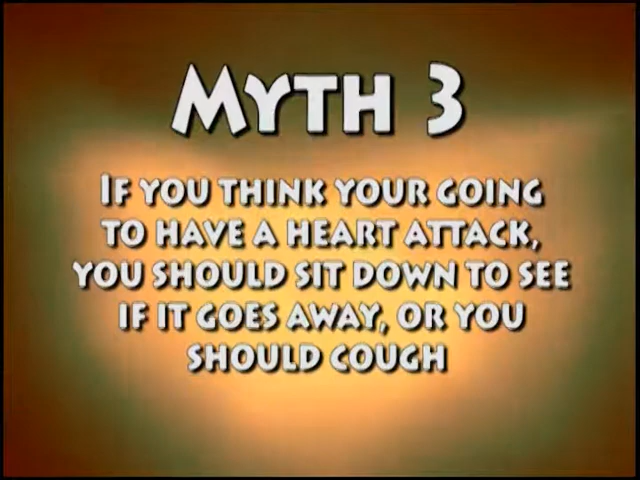 MYTH 3
IF YOU THINK YOUR GOING
TO HAVE A HEART ATTACK,
YOU SHOULD SIT DOWN TO SEE
IF IT GOES AWAY, OR YOU
SHOULD COUGH